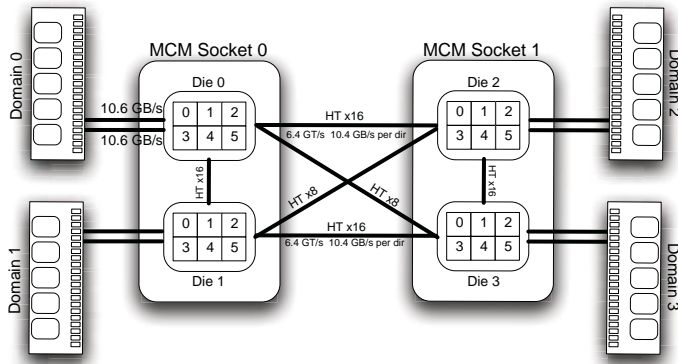 MCM Socket 0
MCM Socket 1
Domain 0
Domain 2
Die 0
Die 2
10.6 GB/s
10.6 GB/s
0 1 2
3 4 5
HT x16
6.4 GT/s 10.4 GB/s per dir
0 1 2
3 4 5
HT x16
HT x8
HT x8
HT x16
Domain 1
Domain 3
0 1 2
3 4 5
HT x16
6.4 GT/s 10.4 GB/s per dir
0 1 2
3 4 5
Die 1
Die 3